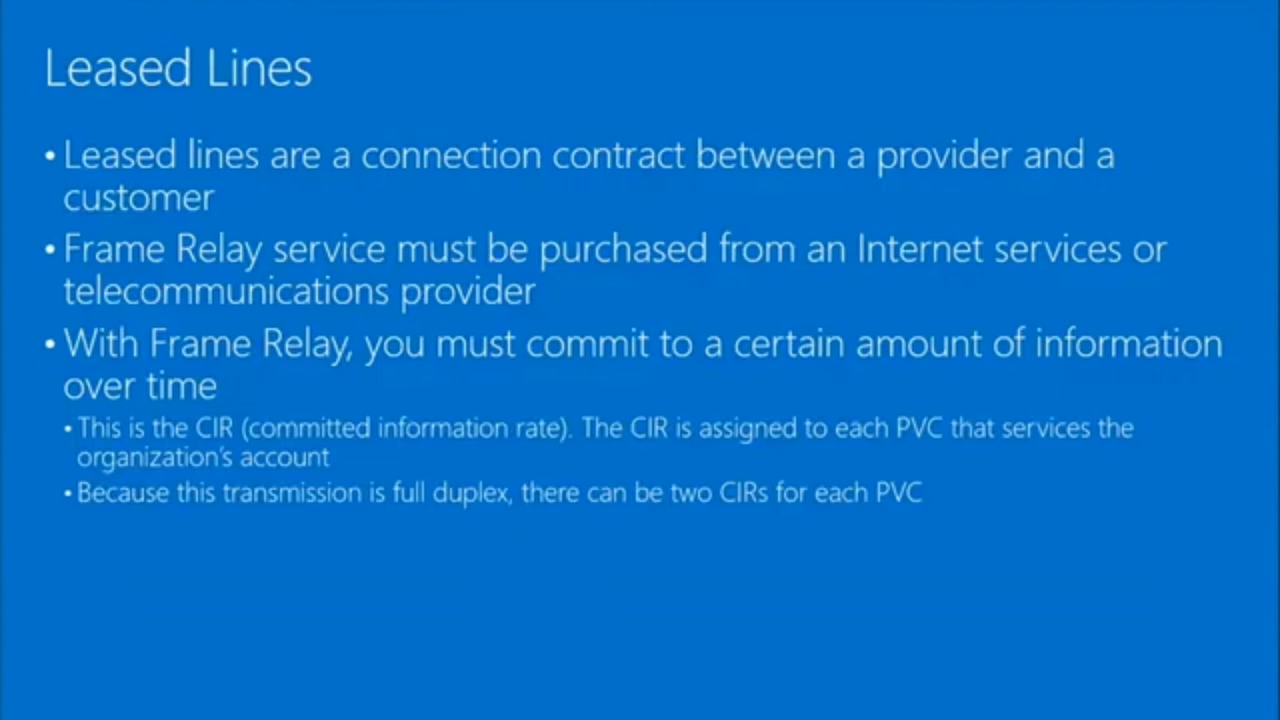 Leased Lines
• Leased lines are a connection contract between a provider and a
customer
• Frame Relay service must be purchased from an Internet services or
telecommunications provider
• With Frame Relay, you must commit to a certain amount of information
over time
• This is the CIR (committed information rate). The CIR is assigned to each PVC that services the
organization's account
• Because this transmission is full duplex, there can be two CIRs for each PVC